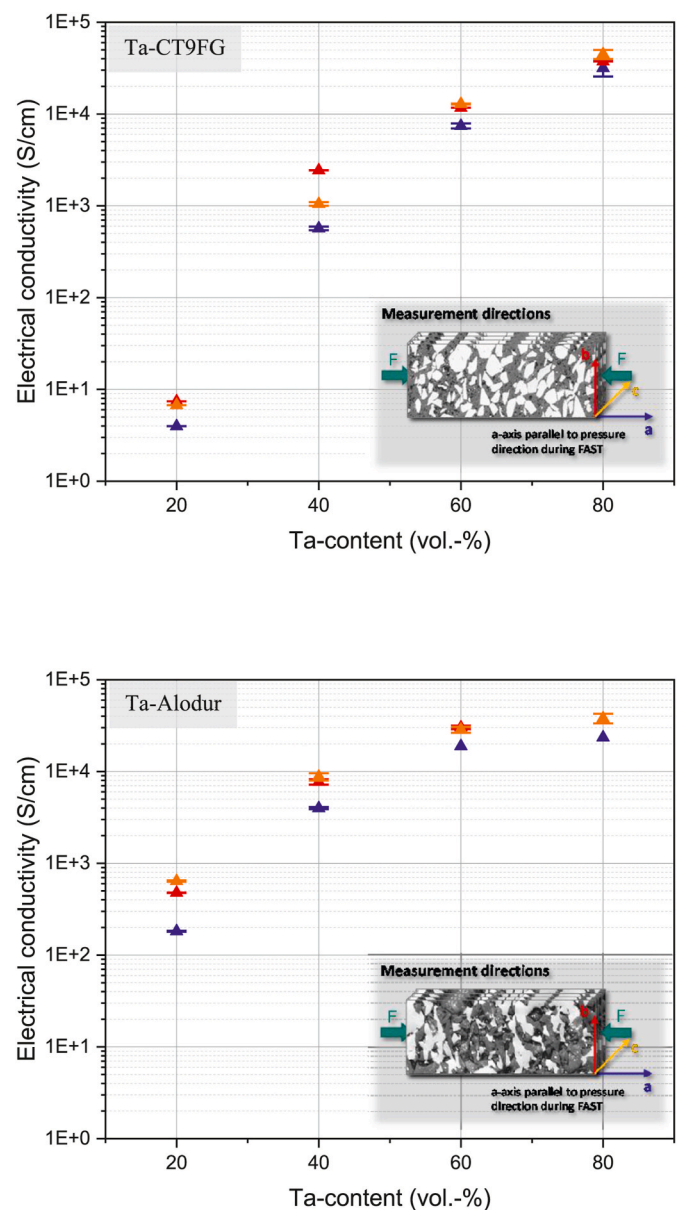 1E+5
Ta-CT9FG
1E+4
1E+3
1E+2
1E+1
1E+0
Electrical conductivity (S/cm)
Measurement directions
F
F
b
c
a
a-axis parallel to pressure
direction during FAST
20
40
60
80
Ta-content (vol.-%)
1E+5
Ta-Alodur
1E+4
1E+3
1E+2
1E+1
1E+0
Electrical conductivity (S/cm)
Measurement directions
F
F
b
c
a
a-axis parallel to pressure
direction during FAST
20
40
60
80
Ta-content (vol.-%)